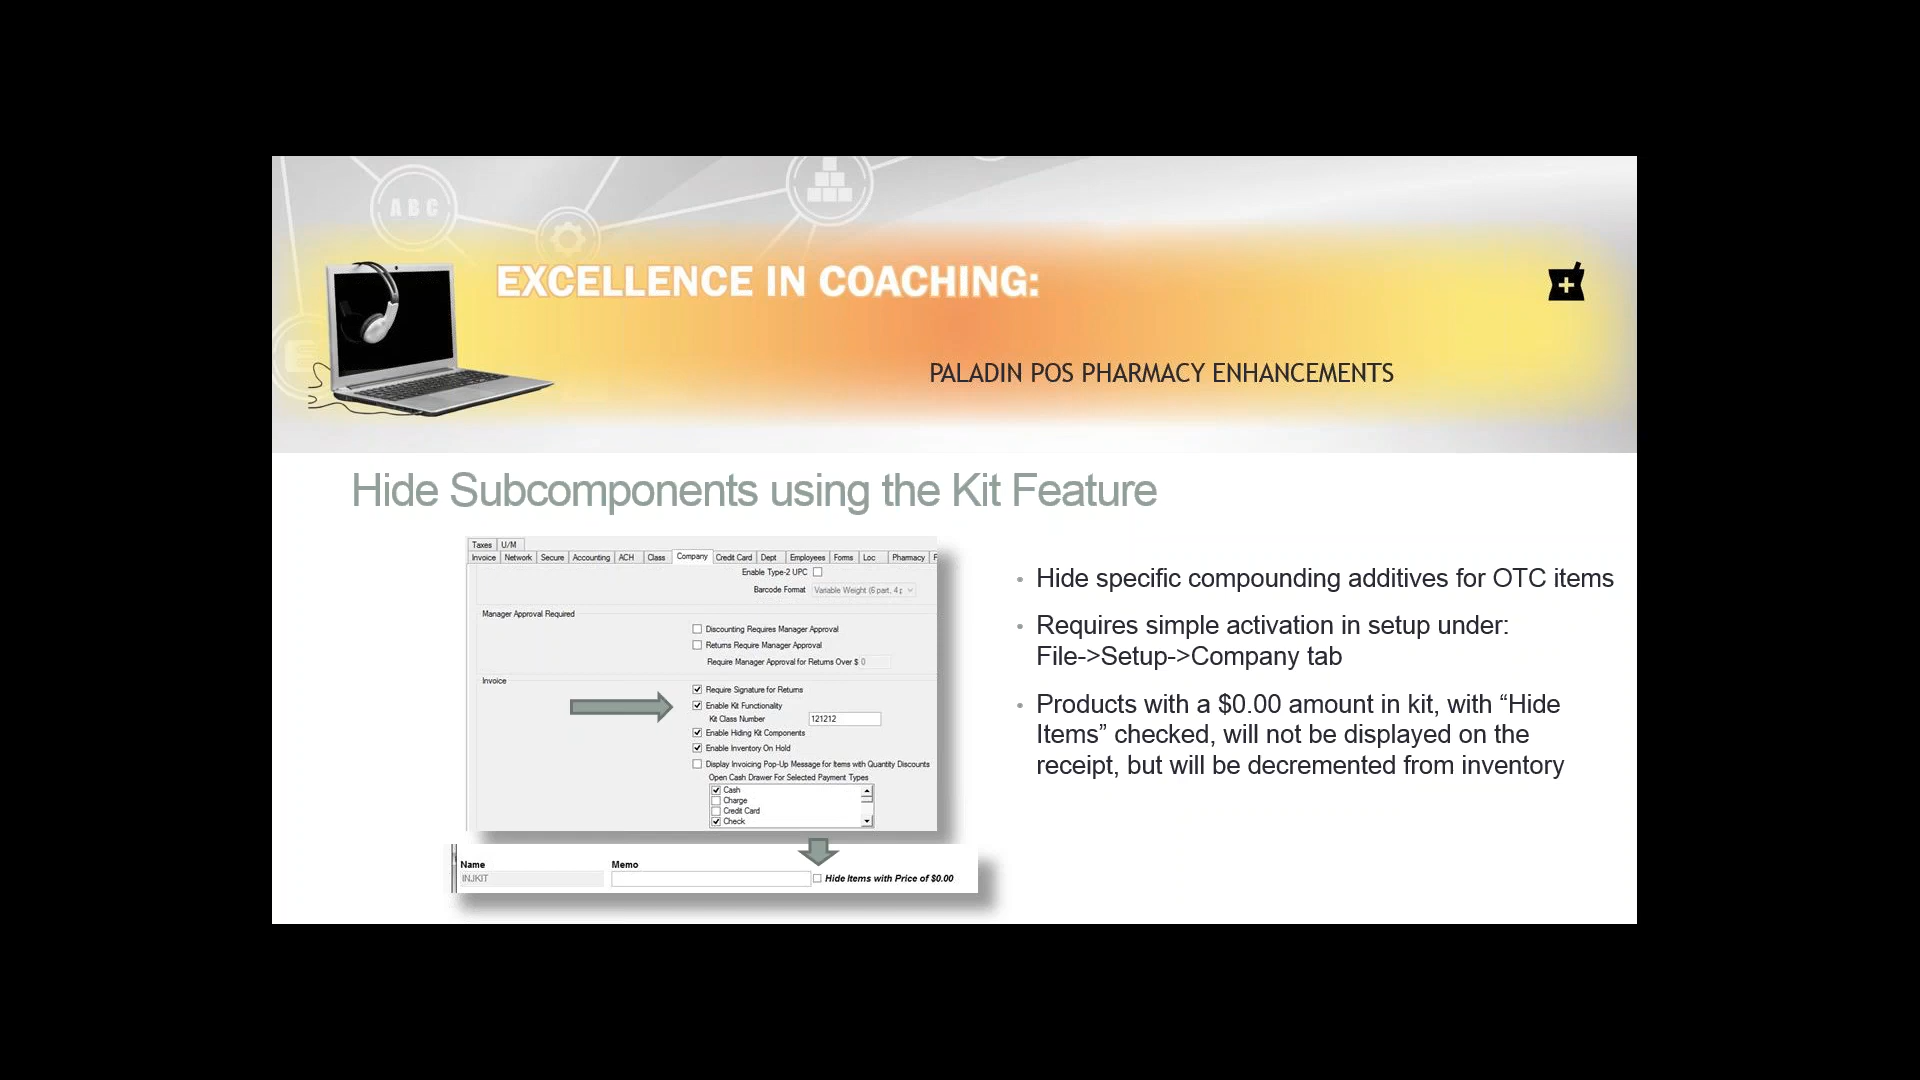 ABC
EXCELLENCE IN COACHING:
PALADIN POS PHARMACY ENHANCEMENTS
Hide Subcomponents using the Kit Feature
Taxes U/M
Invoice Network Secure Accounting ACH Class Company Credit Card Dept Employees Forms Loc Pharmacy
Enable Type-2 UPC
Barcode Format Variable Weight (6 part, 4 p
Manager Approval Required
Discounting Requires Manager Approval
Returns Require Manager Approval
Require Manager Approval for Returns Over $ 0
Invoice
Require Signature for Returns
Enable Kit Functionality
Kit Class Number 121212
Enable Hiding Kit Components
Enable Inventory On Hold
Display Invoicing Pop-Up Message for Items with Quantity Discounts
Open Cash Drawer For Selected Payment Types
Cash
Charge
Credit Card
Check
Name Memo
INJKIT Hide Items with Price of $0.00
• Hide specific compounding additives for OTC items
• Requires simple activation in setup under:
File->Setup->Company tab
• Products with a $0.00 amount in kit, with “Hide
Items” checked, will not be displayed on the
receipt, but will be decremented from inventory